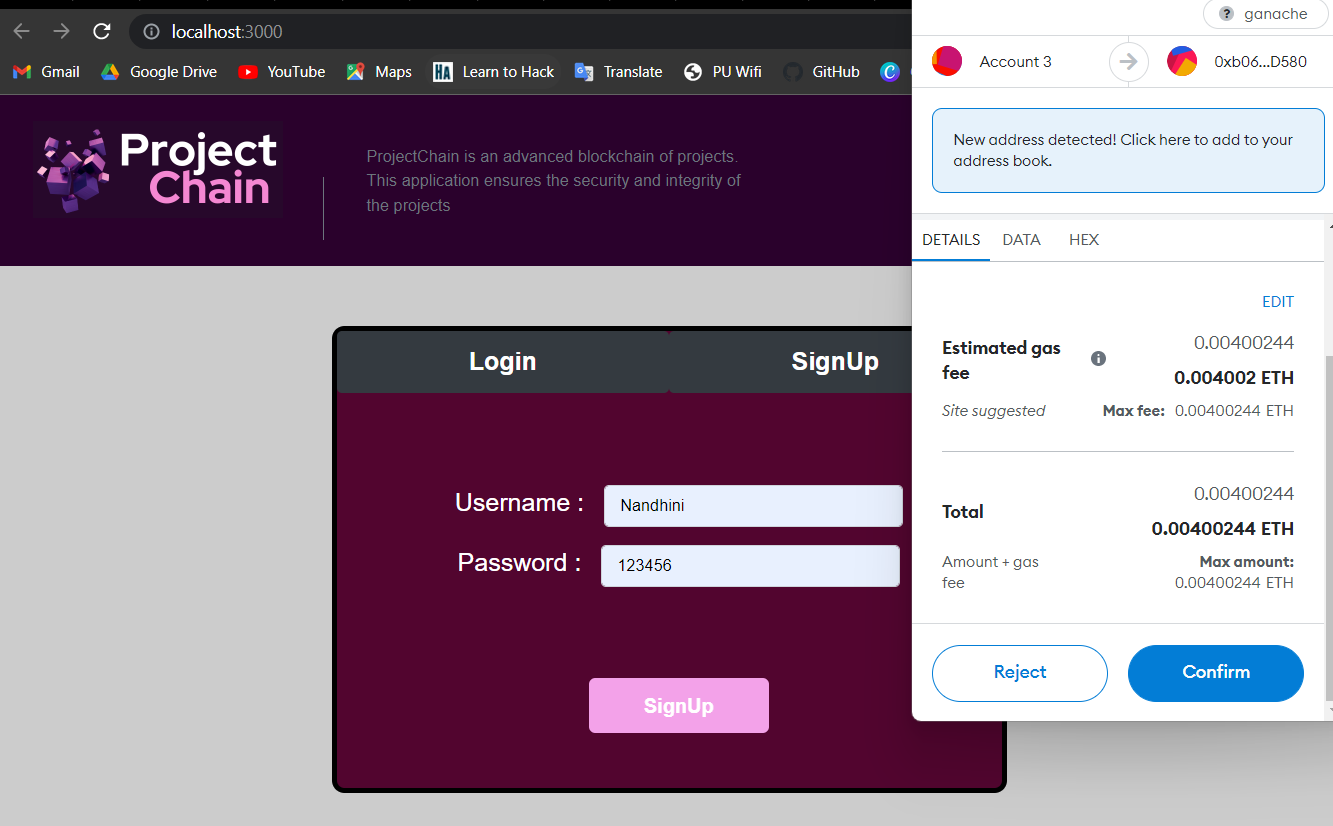 localhost:3000
Gmail
Google Drive
YouTube
Maps
HA
Learn to Hack
Translate
PU Wifi
GitHub
Project
Chain
ProjectChain is an advanced blockchain of projects.
This application ensures the security and integrity of
the projects
Login
SignUp
Username :
Nandhini
Password :
123456
SignUp
ganache
Account 3
0xb06...D580
New address detected! Click here to add to your
address book.
DETAILS
DATA
HEX
EDIT
Estimated gas
fee
0.00400244
0.004002 ETH
Site suggested
Max fee: 0.00400244 ETH
Total
0.00400244
0.00400244 ETH
Amount + gas
fee
Max amount:
0.00400244 ETH
Reject
Confirm